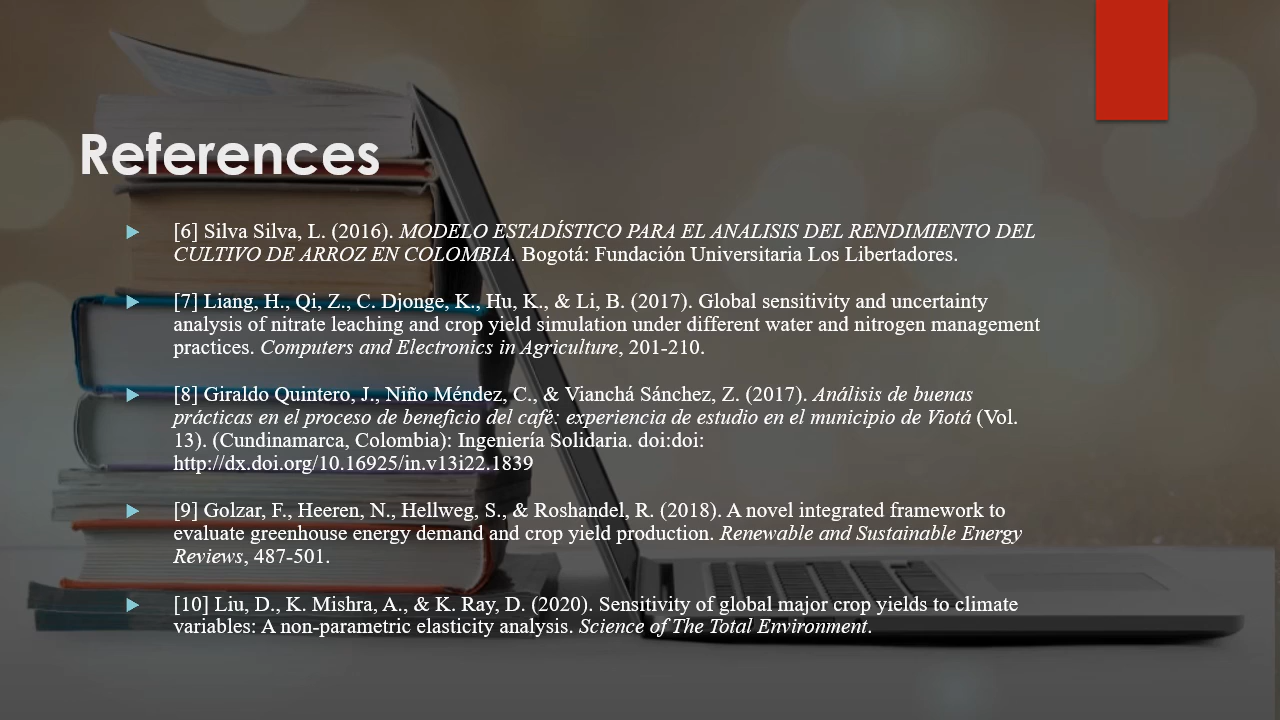 References
[6] Silva Silva, L. (2016). MODELO ESTADÍSTICO PARA EL ANALISIS DEL RENDIMIENTO DEL
CULTIVO DE ARROZ EN COLOMBIA. Bogotá: Fundación Universitaria Los Libertadores.
[7] Liang, H., Qi, Z., C. Djonge, K., Hu, K., & Li, B. (2017). Global sensitivity and uncertainty
analysis of nitrate leaching and crop yield simulation under different water and nitrogen management
practices. Computers and Electronics in Agriculture, 201-210.
[8] Giraldo Quintero, J., Niño Méndez, C., & Vianchá Sánchez, Z. (2017). Análisis de buenas
prácticas en el proceso de beneficio del café: experiencia de estudio en el municipio de Viotá (Vol.
13). (Cundinamarca, Colombia): Ingeniería Solidaria. doi:doi:
http://dx.doi.org/10.16925/in.v13i22.1839
[9] Golzar, F., Heeren, N., Hellweg, S., & Roshandel, R. (2018). A novel integrated framework to
evaluate greenhouse energy demand and crop yield production. Renewable and Sustainable Energy
Reviews, 487-501.
[10] Liu, D., K. Mishra, A., & K. Ray, D. (2020). Sensitivity of global major crop yields to climate
variables: A non-parametric elasticity analysis. Science of The Total Environment.